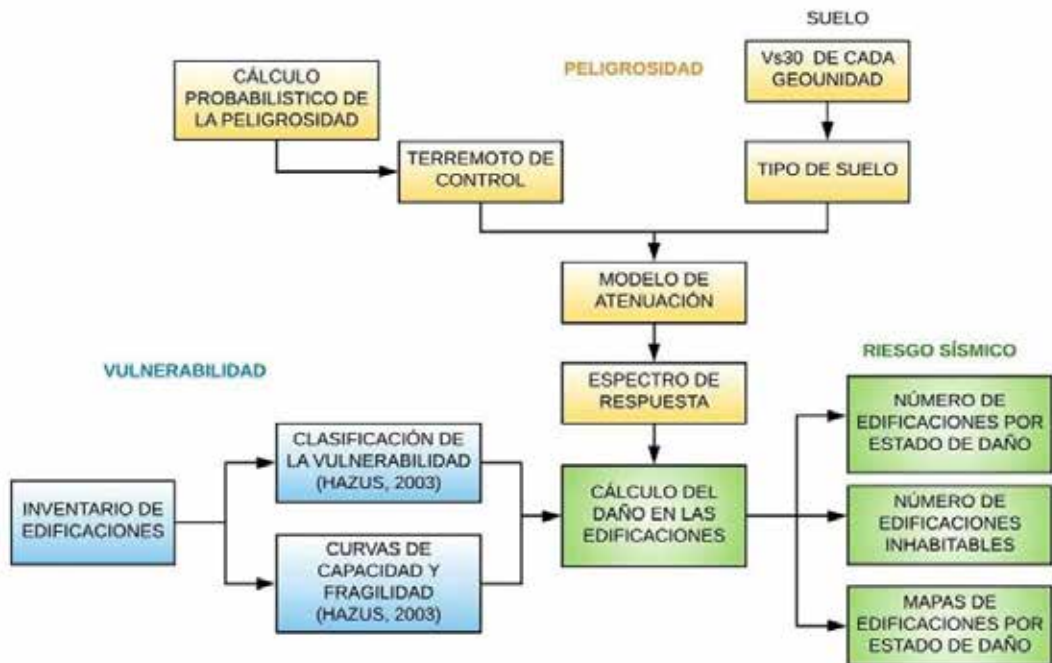 SUELO
PELIGROSIDAD
Vs30 DE CADA
GEOUNIDAD
CÁLCULO
PROBABILISTICO DE
LA PELIGROSIDAD
TERREMOTO DE
CONTROL
TIPO DE SUELO
MODELO DE
ATENUACIÓN
ESPECTRO DE
RESPUESTA
VULNERABILIDAD
INVENTARIO DE
EDIFICACIONES
CLASIFICACIÓN DE
LA VULNERABILIDAD
(HAZUS, 2003)
CURVAS DE
CAPACIDAD Y
FRAGILIDAD
(HAZUS, 2003)
CÁLCULO DEL
DAÑO EN LAS
EDIFICACIONES
RIESGO SÍSMICO
NÚMERO DE
EDIFICACIONES POR
ESTADO DE DAÑO
NÚMERO DE
EDIFICACIONES
INHABITABLES
MAPAS DE
EDIFICACIONES POR
ESTADO DE DAÑO